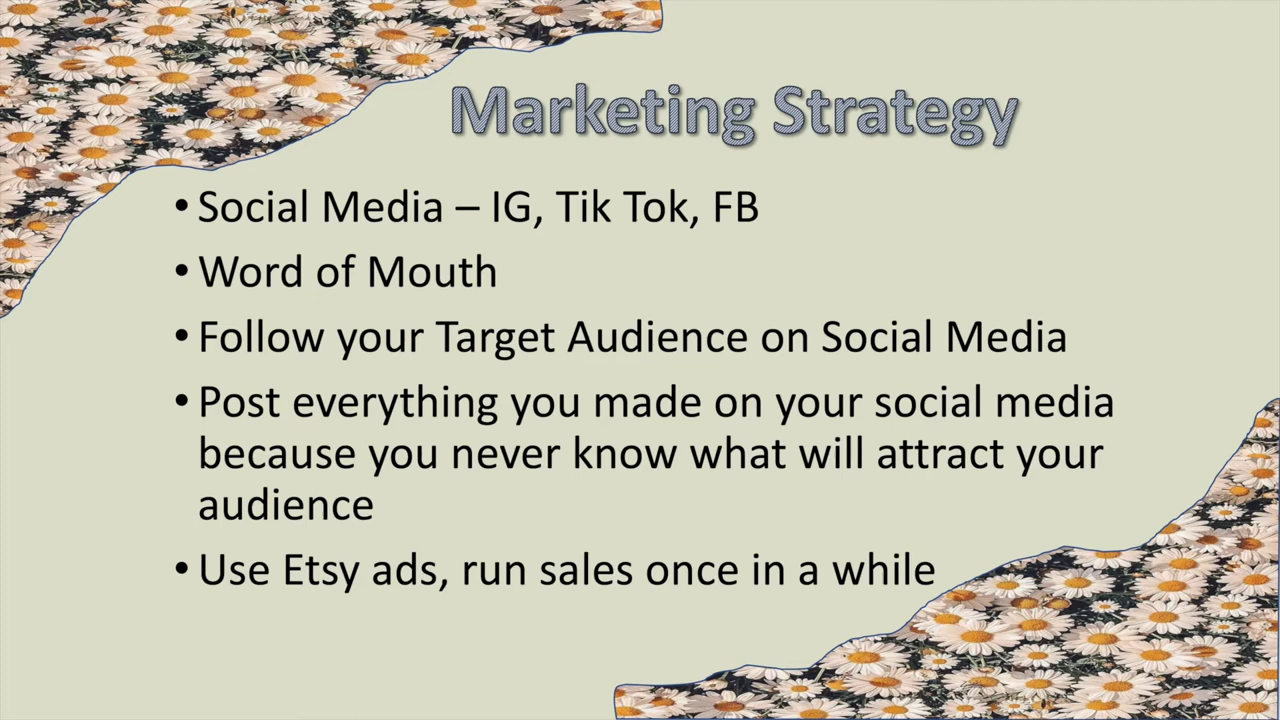 Marketing Strategy
• Social Media – IG, Tik Tok, FB
• Word of Mouth
• Follow your Target Audience on Social Media
• Post everything you made on your social media
because you never know what will attract your
audience
• Use Etsy ads, run sales once in a while